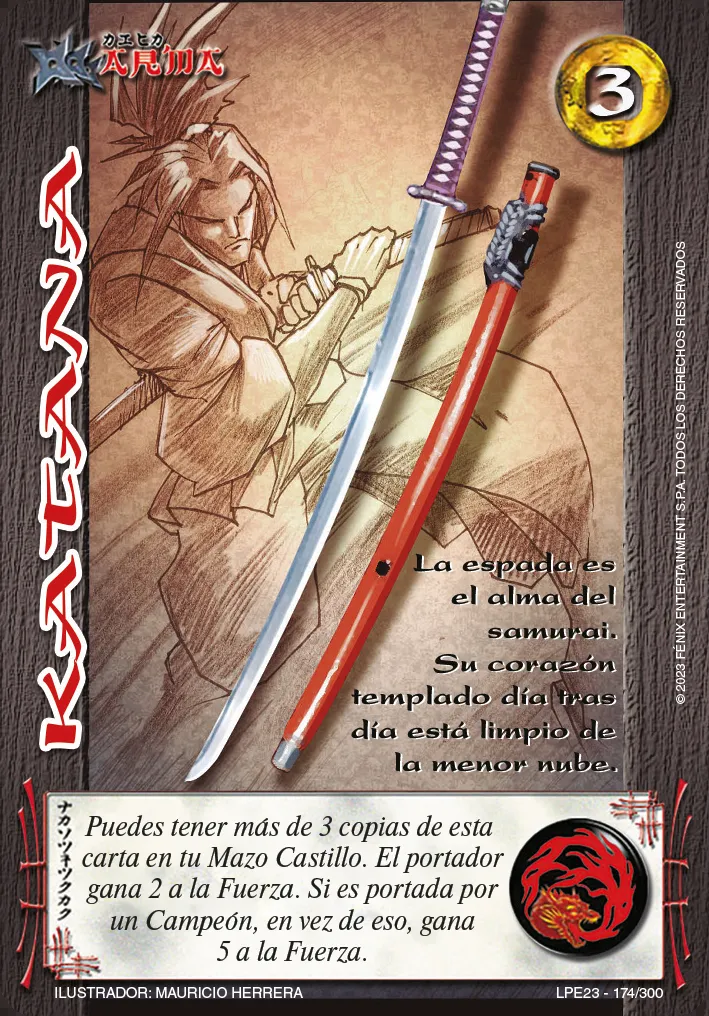 カエヒカ
ARMA
3
KATANA
La espada es
el alma del
samurai.
Su corazón
templado día tras
día está limpio de
la menor nube.
© 2023 FÉNIX ENTERTAINMENT S.P.A. TODOS LOS DERECHOS RESERVADOS
ナカソツォツクカク
Puedes tener más de 3 copias de esta
carta en tu Mazo Castillo. El portador
gana 2 a la Fuerza. Si es portada por
un Campeón, en vez de eso, gana
5 a la Fuerza.
ILUSTRADOR: MAURICIO HERRERA
LPE23 - 174/300